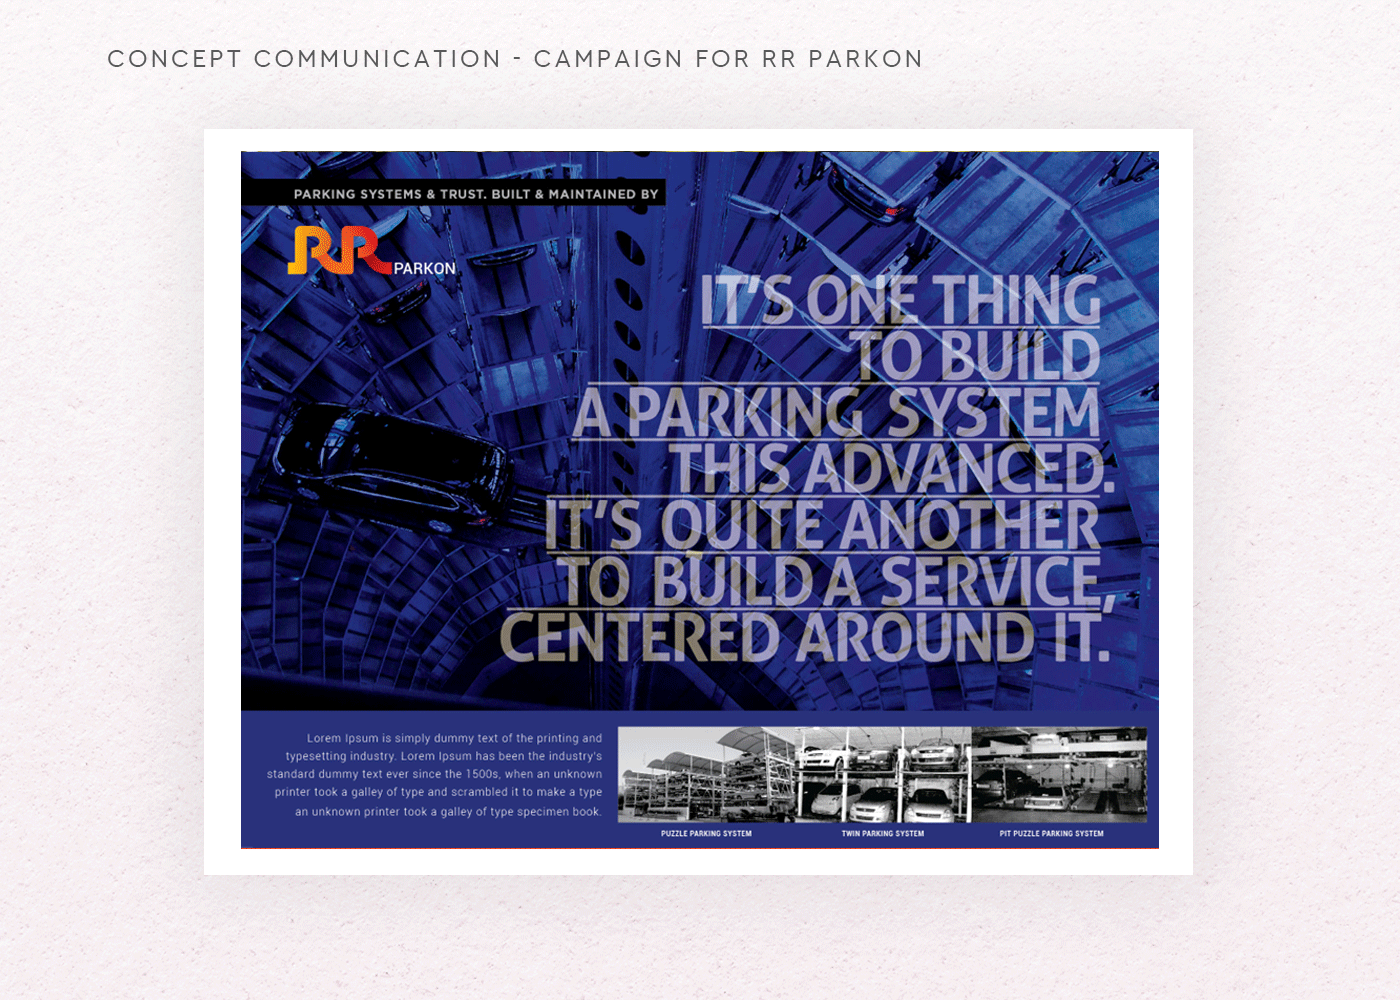 CONCEPT COMMUNICATION - CAMPAIGN FOR RR PARKON
PARKING SYSTEMS & TRUST. BUILT & MAINTAINED BY
RR PARKON
IT'S ONE THING
TO BUILD
A PARKING SYSTEM
THIS ADVANCED.
IT'S QUITE ANOTHER
TO BUILD A SERVICE,
CENTERED AROUND IT.
Lorem Ipsum is simply dummy text of the printing and
typesetting industry. Lorem Ipsum has been the industry's
standard dummy text ever since the 1500s, when an unknown
printer took a galley of type and scrambled it to make a type
an unknown printer took a galley of type specimen book.
PUZZLE PARKING SYSTEM
TWIN PARKING SYSTEM
PIT PUZZLE PARKING SYSTEM